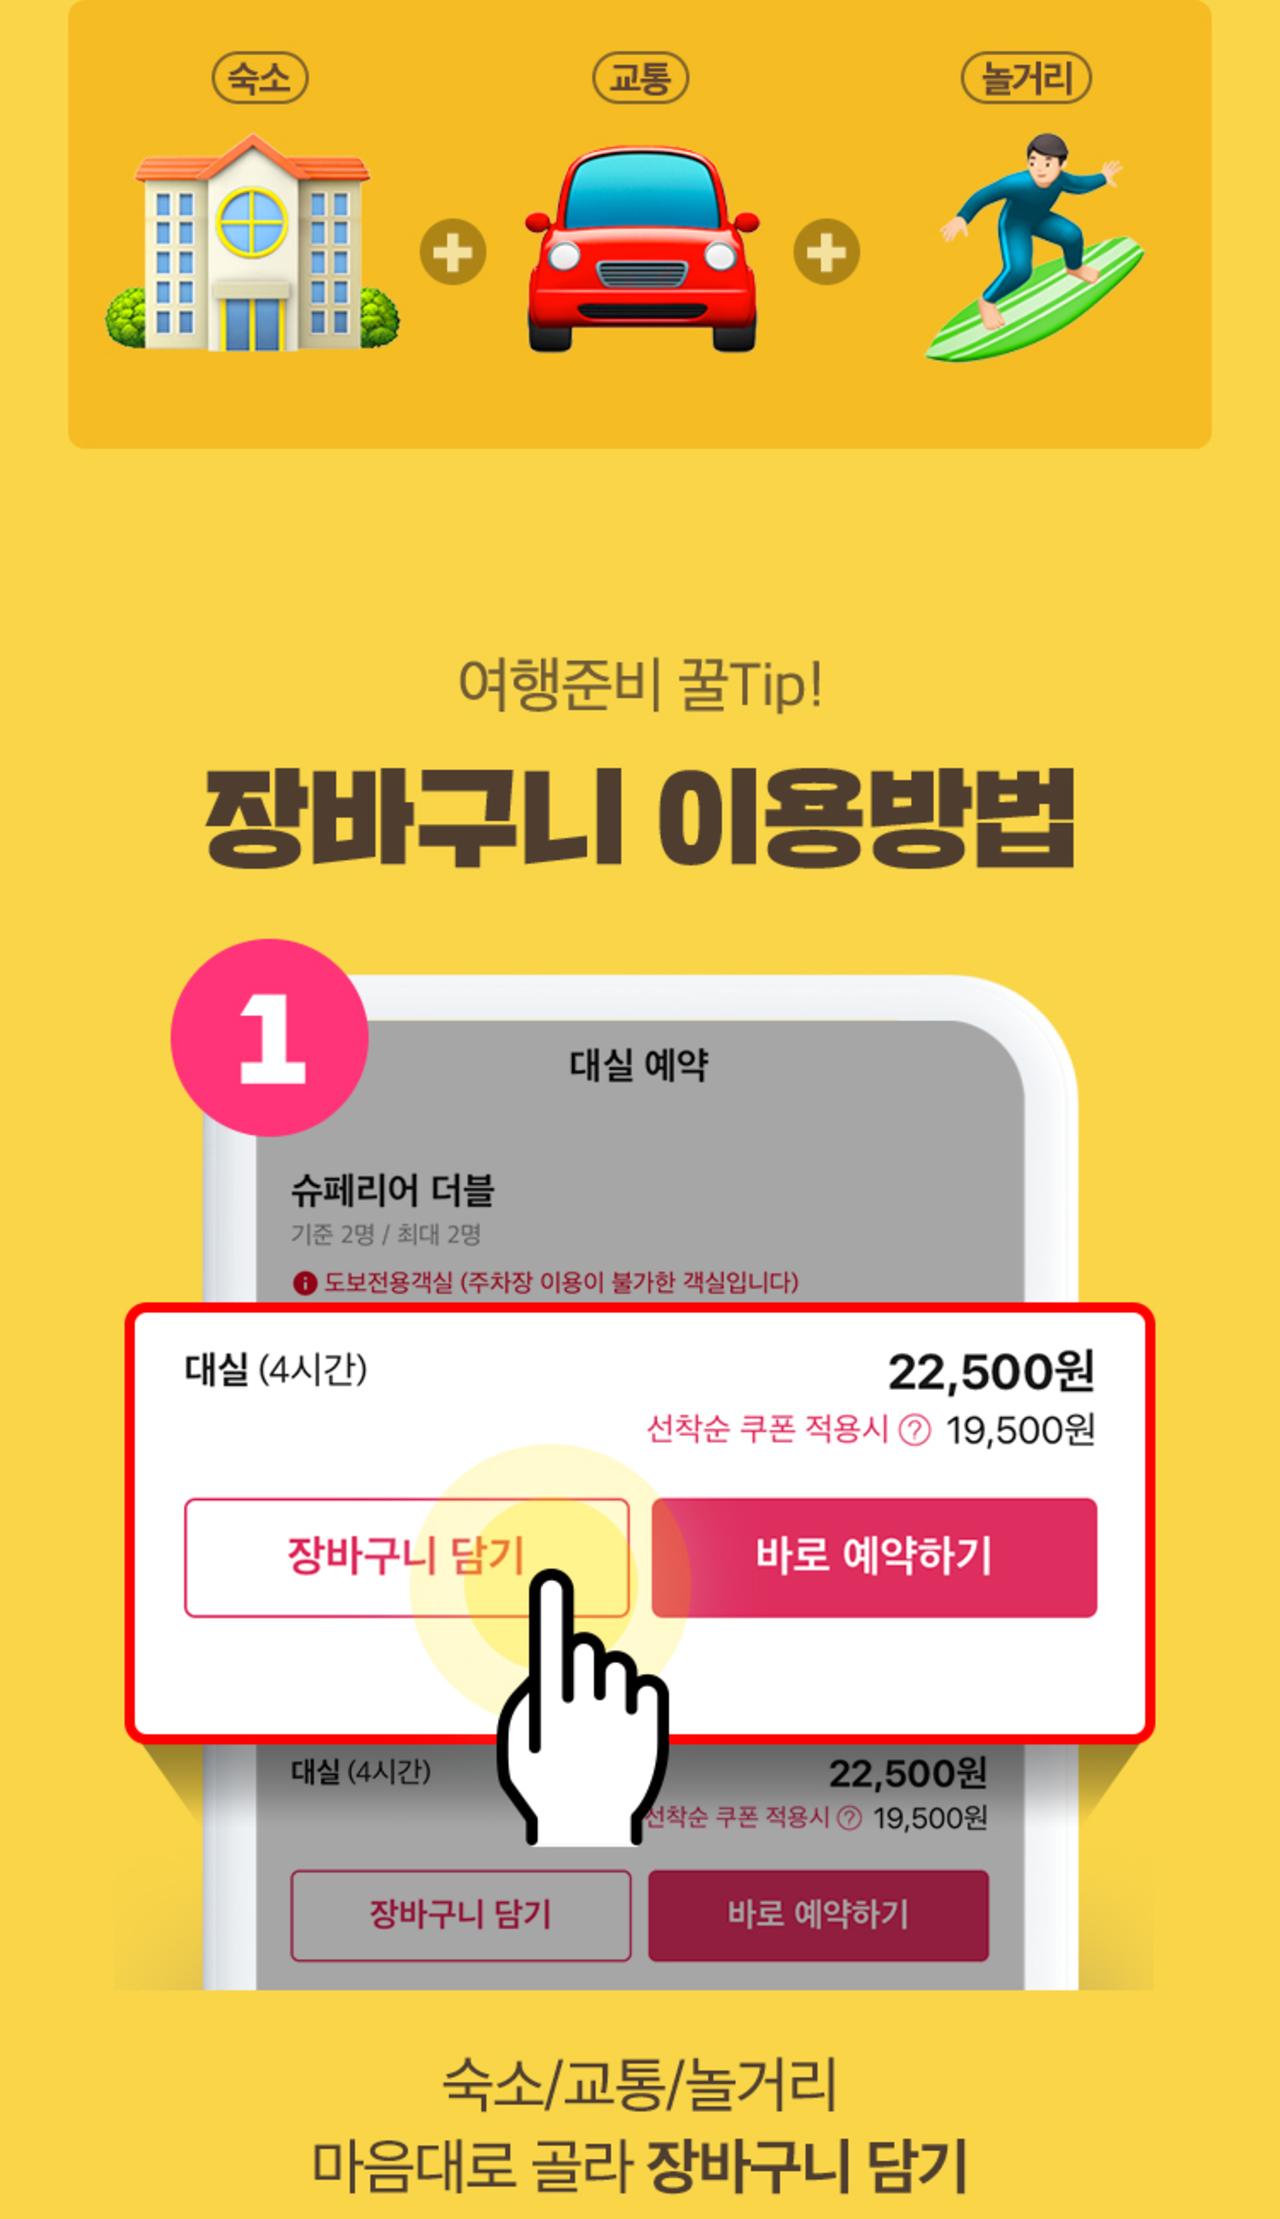 숙소 교통 놀거리
여행준비 꿀Tip!
장바구니 이용방법
1
대실 예약
슈페리어 더블
기준 2명 / 최대 2명
도보전용객실 (주차장 이용이 불가한 객실입니다)
대실 (4시간) 22,500원
선착순 쿠폰 적용시 ? 19,500원
장바구니 담기 바로 예약하기
대실 (4시간) 22,500원
선착순 쿠폰 적용시 ? 19,500원
장바구니 담기 바로 예약하기
숙소/교통/놀거리
마음대로 골라 장바구니 담기